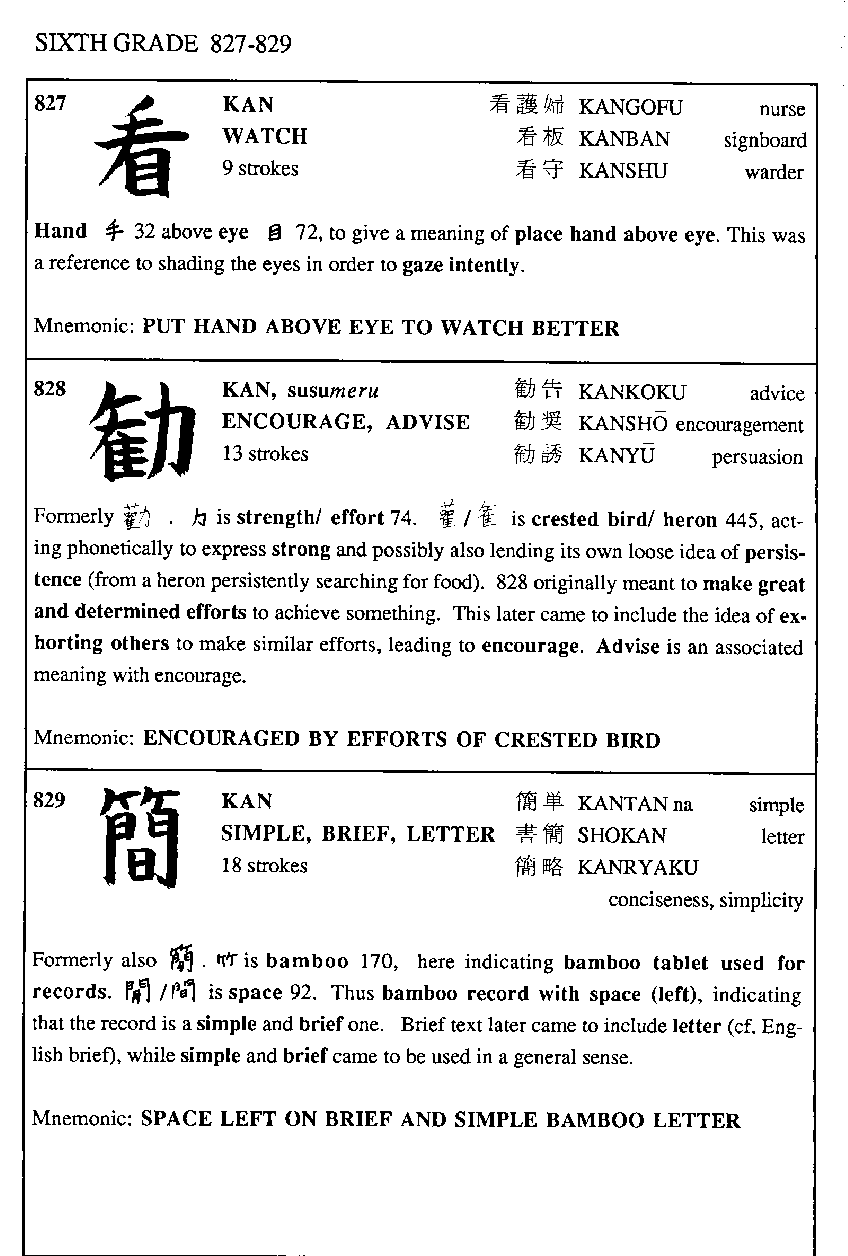 SIXTH GRADE 827-829
827 看 KAN 看護婦 KANGOFU nurse
WATCH 看板 KANBAN signboard
9 strokes 看守 KANSHU warder
Hand 手 32 above eye 目 72, to give a meaning of place hand above eye. This was
a reference to shading the eyes in order to gaze intently.
Mnemonic: PUT HAND ABOVE EYE TO WATCH BETTER
828 勧 KAN, susumeru 勧告 KANKOKU advice
ENCOURAGE, ADVISE 勧奨 KANSHŌ encouragement
13 strokes 勧誘 KANYŪ persuasion
Formerly 勸 . 力 is strength/ effort 74. 雚 / 隺 is crested bird/ heron 445, act-
ing phonetically to express strong and possibly also lending its own loose idea of persis-
tence (from a heron persistently searching for food). 828 originally meant to make great
and determined efforts to achieve something. This later came to include the idea of ex-
horting others to make similar efforts, leading to encourage. Advise is an associated
meaning with encourage.
Mnemonic: ENCOURAGED BY EFFORTS OF CRESTED BIRD
829 簡 KAN 簡単 KANTAN na simple
SIMPLE, BRIEF, LETTER 書簡 SHOKAN letter
18 strokes 簡略 KANRYAKU
conciseness, simplicity
Formerly also 簡 . 竹 is bamboo 170, here indicating bamboo tablet used for
records. 閒 / 間 is space 92. Thus bamboo record with space (left), indicating
that the record is a simple and brief one. Brief text later came to include letter (cf. Eng-
lish brief), while simple and brief came to be used in a general sense.
Mnemonic: SPACE LEFT ON BRIEF AND SIMPLE BAMBOO LETTER